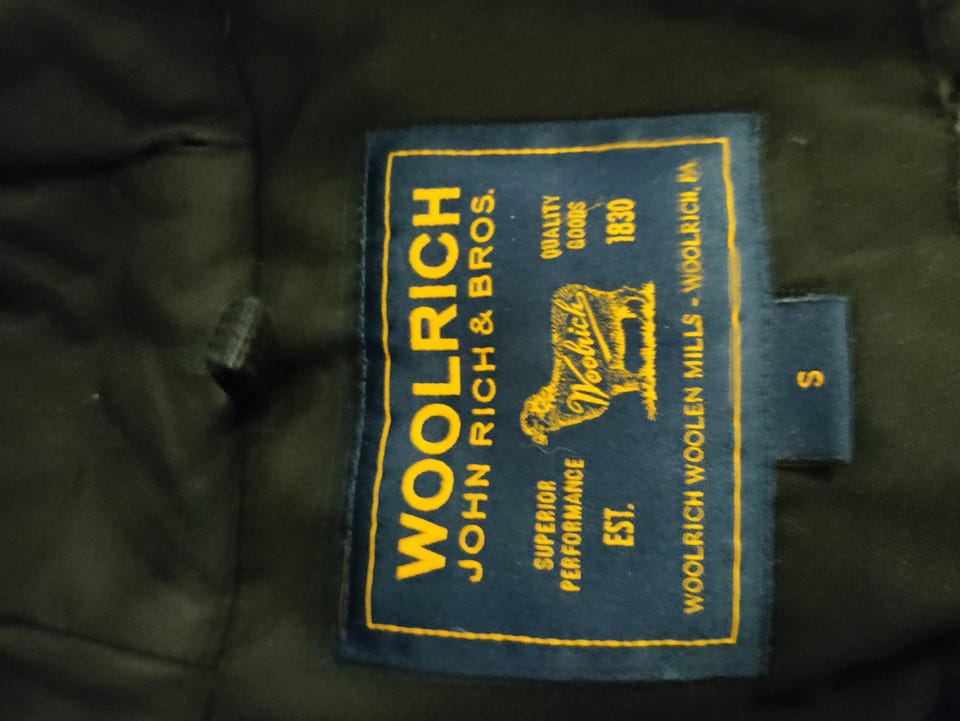 WOOLRICH
JOHN RICH & BROS.
SUPERIOR
PERFORMANCE
EST.
Woolrich
QUALITY
GOODS
1830
WOOLRICH WOOLEN MILLS - WOOLRICH, PA
S